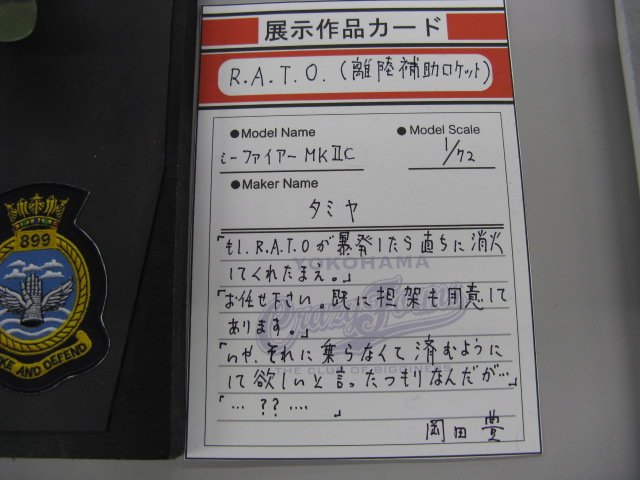 展示作品カード
R.A.T.O.(離陸補助ロケット)
●Model Name
●Model Scale
シーファイアー MKⅡC
1/72
●Maker Name
タミヤ
「もし、R.A.T.Oが暴発したら直ちに消火
してくれたまえ。」
「お任せ下さい。既に担架も用意して
あります。」
「いや、それに乗らなくて済むように
して欲しいと言ったつもりなんだが…」
「… ?? …. 」
岡田 豊
YOKOHAMA
THE CLUB OF
899
KE AND DEFEND